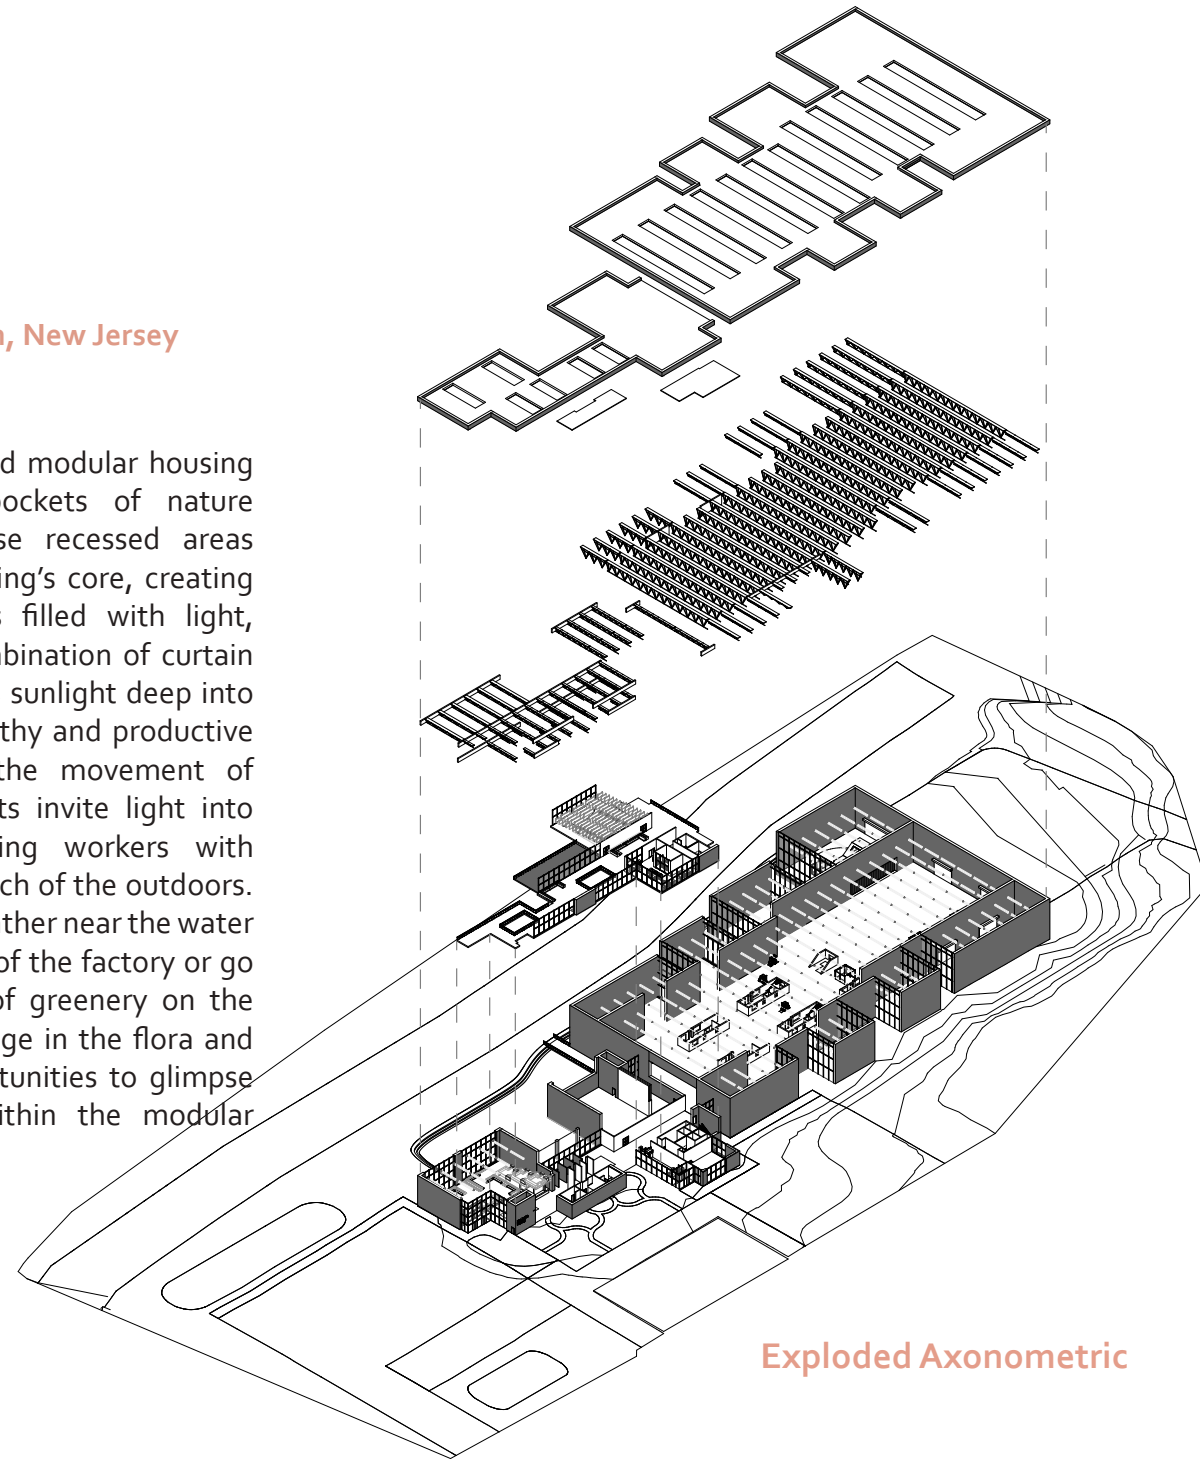 , New Jersey
d modular housing
pockets of nature
se recessed areas
ing's core, creating
s filled with light,
bination of curtain
sunlight deep into
thy and productive
the movement of
ts invite light into
ing workers with
ch of the outdoors.
ther near the water
of the factory or go
of greenery on the
ge in the flora and
tunities to glimpse
ithin the modular
Exploded Axonometric